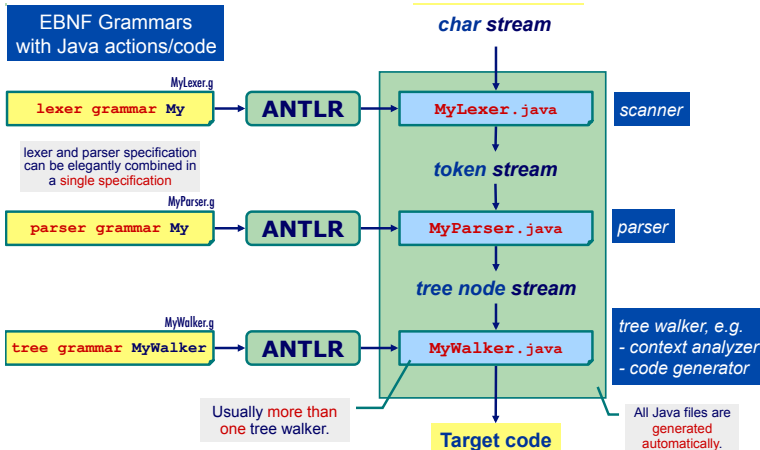 EBNF Grammars
with Java actions/code
char stream
MyLexer.g
lexer grammar My
ANTLR
MyLexer.java
scanner
lexer and parser specification
can be elegantly combined in
a single specification
token stream
MyParser.g
parser grammar My
ANTLR
MyParser.java
parser
tree node stream
MyWalker.g
tree grammar MyWalker
ANTLR
MyWalker.java
tree walker, e.g.
- context analyzer
- code generator
Usually more than
one tree walker.
All Java files are
generated
automatically.
Target code